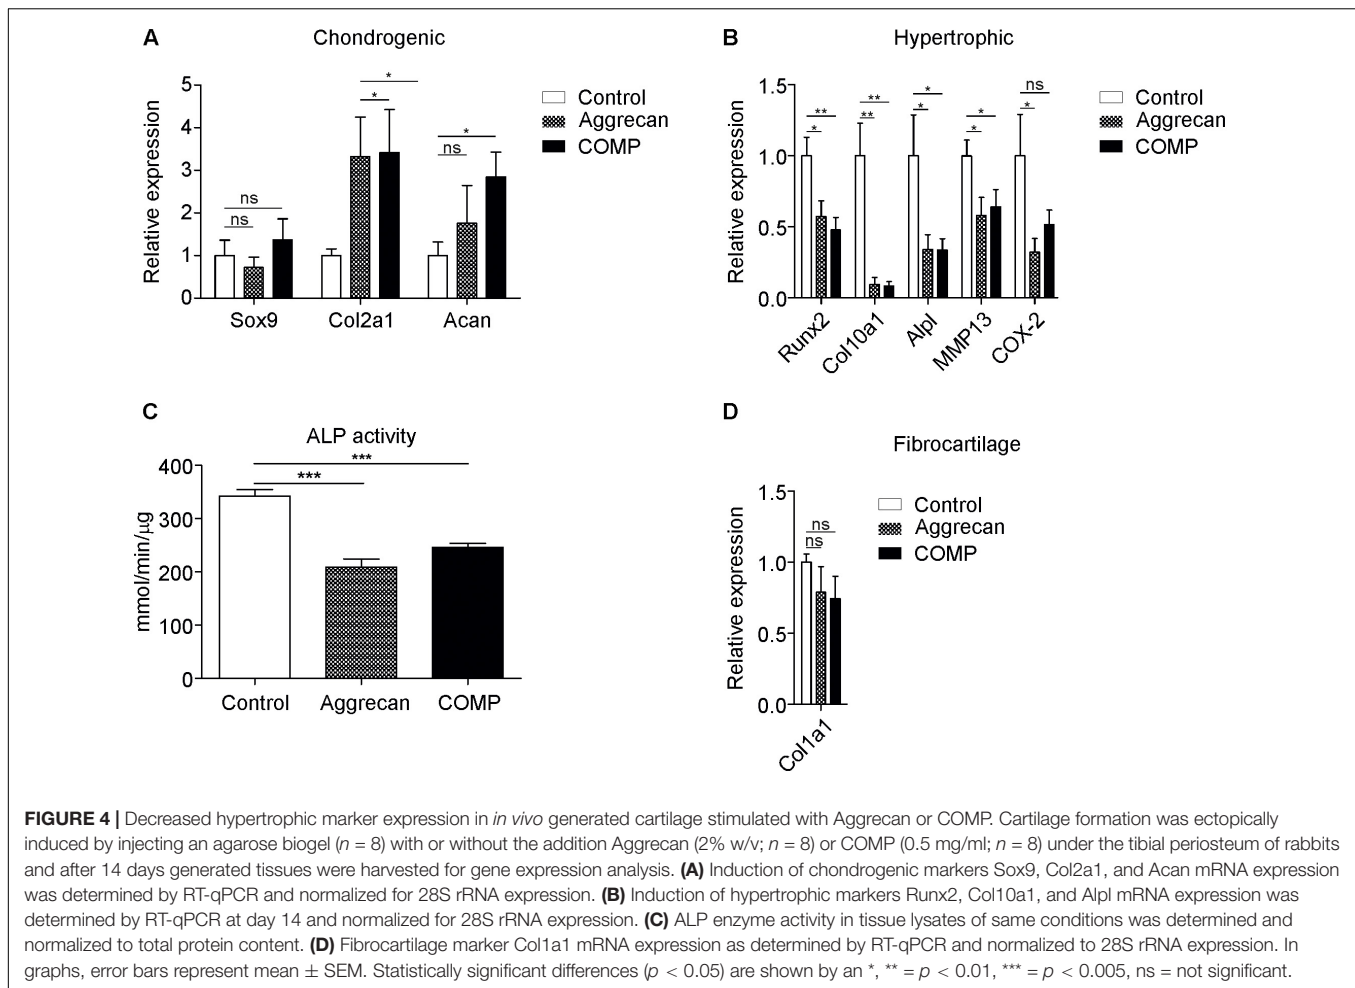 A
Chondrogenic
Relative expression
5
4
3
2
1
0
ns
ns
*
*
*
ns
Sox9
Col2a1
Acan
Control
Aggrecan
COMP
B
Hypertrophic
Relative expression
1.5
1.0
0.5
0.0
**
*
**
**
*
*
*
*
ns
*
Runx2
Col10a1
Alpl
MMP13
COX-2
Control
Aggrecan
COMP
C
ALP activity
mmol/min/µg
400
300
200
100
0
***
***
Control
Aggrecan
COMP
D
Fibrocartilage
Relative expression
1.5
1.0
0.5
0.0
ns
ns
Col1a1
Control
Aggrecan
COMP
FIGURE 4 | Decreased hypertrophic marker expression in in vivo generated cartilage stimulated with Aggrecan or COMP. Cartilage formation was ectopically
induced by injecting an agarose biogel (n = 8) with or without the addition Aggrecan (2% w/v; n = 8) or COMP (0.5 mg/ml; n = 8) under the tibial periosteum of rabbits
and after 14 days generated tissues were harvested for gene expression analysis. (A) Induction of chondrogenic markers Sox9, Col2a1, and Acan mRNA expression
was determined by RT-qPCR and normalized for 28S rRNA expression. (B) Induction of hypertrophic markers Runx2, Col10a1, and Alpl mRNA expression was
determined by RT-qPCR at day 14 and normalized for 28S rRNA expression. (C) ALP enzyme activity in tissue lysates of same conditions was determined and
normalized to total protein content. (D) Fibrocartilage marker Col1a1 mRNA expression as determined by RT-qPCR and normalized to 28S rRNA expression. In
graphs, error bars represent mean ± SEM. Statistically significant differences (p < 0.05) are shown by an *, ** = p < 0.01, *** = p < 0.005, ns = not significant.